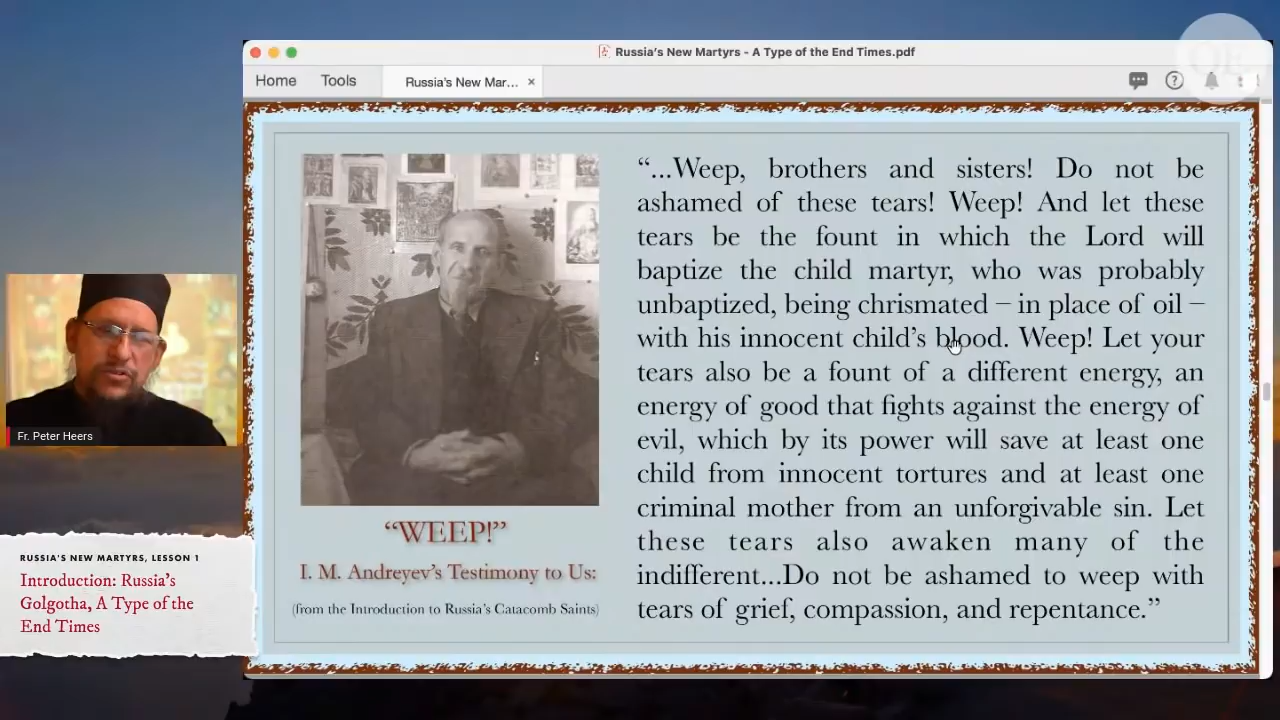 Russia's New Martyrs - A Type of the End Times.pdf
Home Tools Russia's New Mar... ×
“...Weep, brothers and sisters! Do not be
ashamed of these tears! Weep! And let these
tears be the fount in which the Lord will
baptize the child martyr, who was probably
unbaptized, being chrismated – in place of oil –
with his innocent child’s blood. Weep! Let your
tears also be a fount of a different energy, an
energy of good that fights against the energy of
evil, which by its power will save at least one
child from innocent tortures and at least one
criminal mother from an unforgivable sin. Let
these tears also awaken many of the
indifferent...Do not be ashamed to weep with
tears of grief, compassion, and repentance.”
“WEEP!”
I. M. Andreyev’s Testimony to Us:
(from the Introduction to Russia’s Catacomb Saints)
Fr. Peter Heers
RUSSIA'S NEW MARTYRS, LESSON 1
Introduction: Russia's
Golgotha, A Type of the
End Times